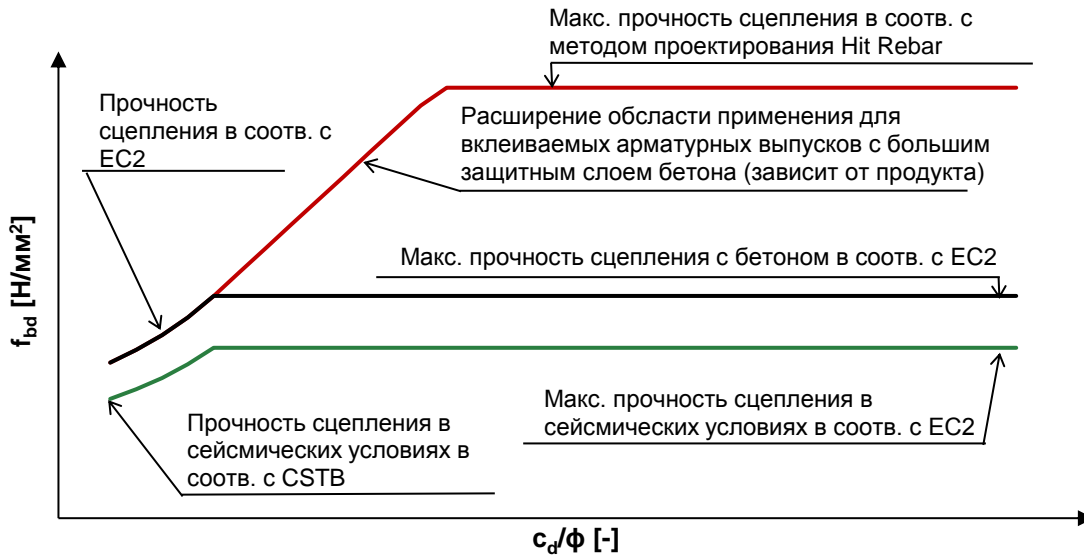 Макс. прочность сцепления в соотв. с
методом проектирования Hit Rebar
Прочность
сцепления в соотв. с
EC2
Расширение обсласти применения для
вклеиваемых арматурных выпусков с большим
защитным слоем бетона (зависит от продукта)
Макс. прочность сцепления с бетоном в соотв. с EC2
Прочность сцепления в
сейсмических условиях в
соотв. с CSTB
Макс. прочность сцепления в
сейсмических условиях в соотв. с EC2
f_bd [Н/мм²]
c_d/ϕ [-]